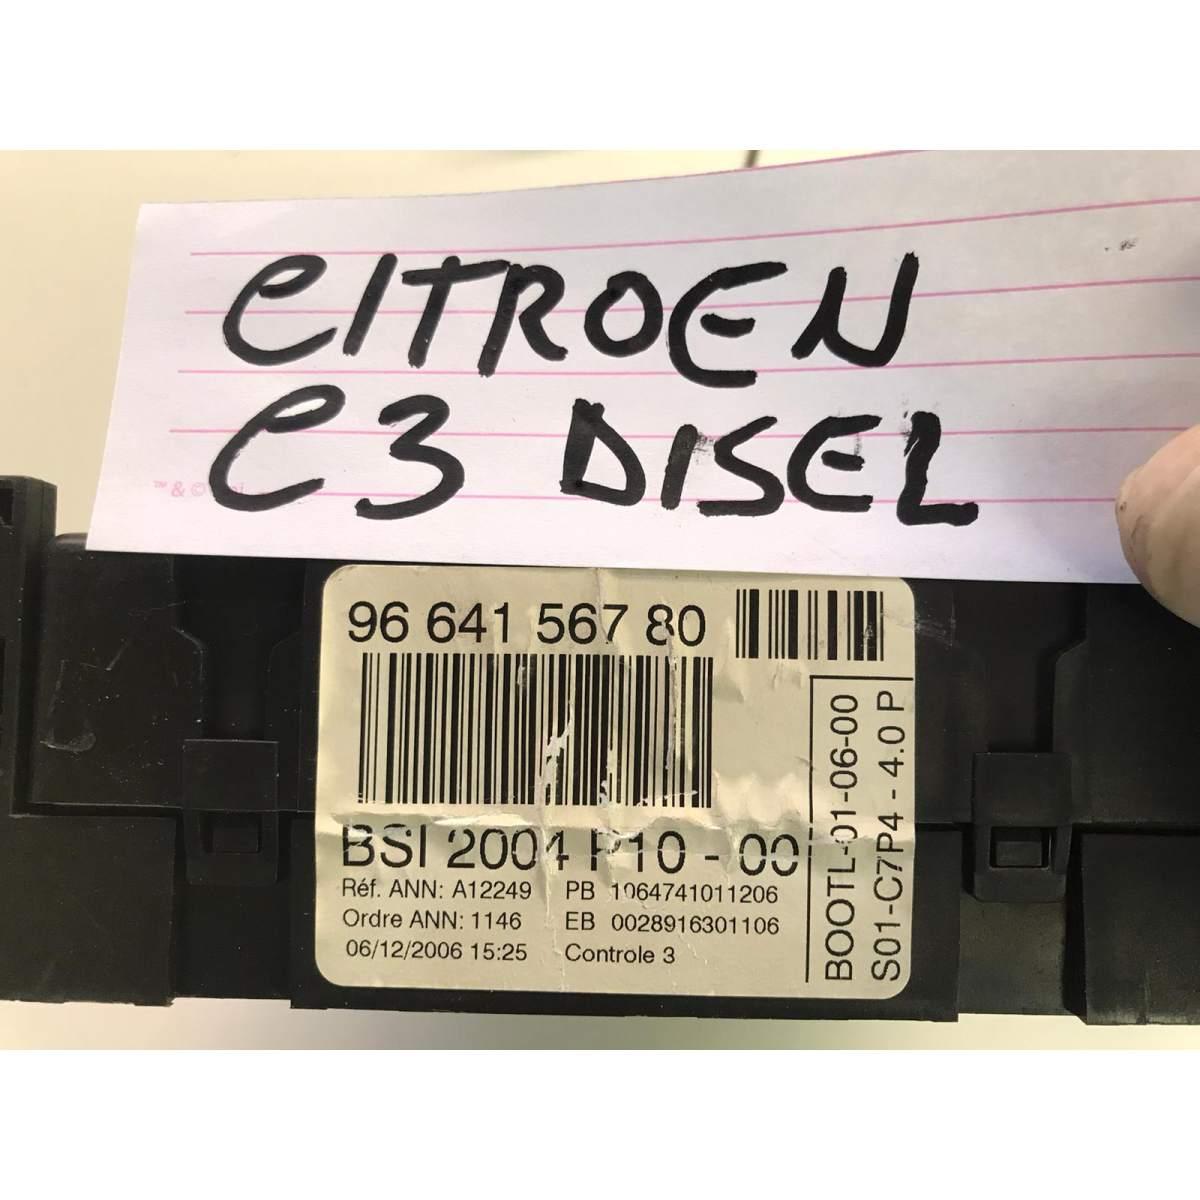 CITROEN
C3 DISEL
™ & ©
96 641 567 80
BSI 2004 P10 - 00
Réf. ANN: A12249 PB 1064741011206
Ordre ANN: 1146 EB 0028916301106
06/12/2006 15:25 Controle 3
BOOTL-01-06-00
S01-C7P4 - 4.0 P